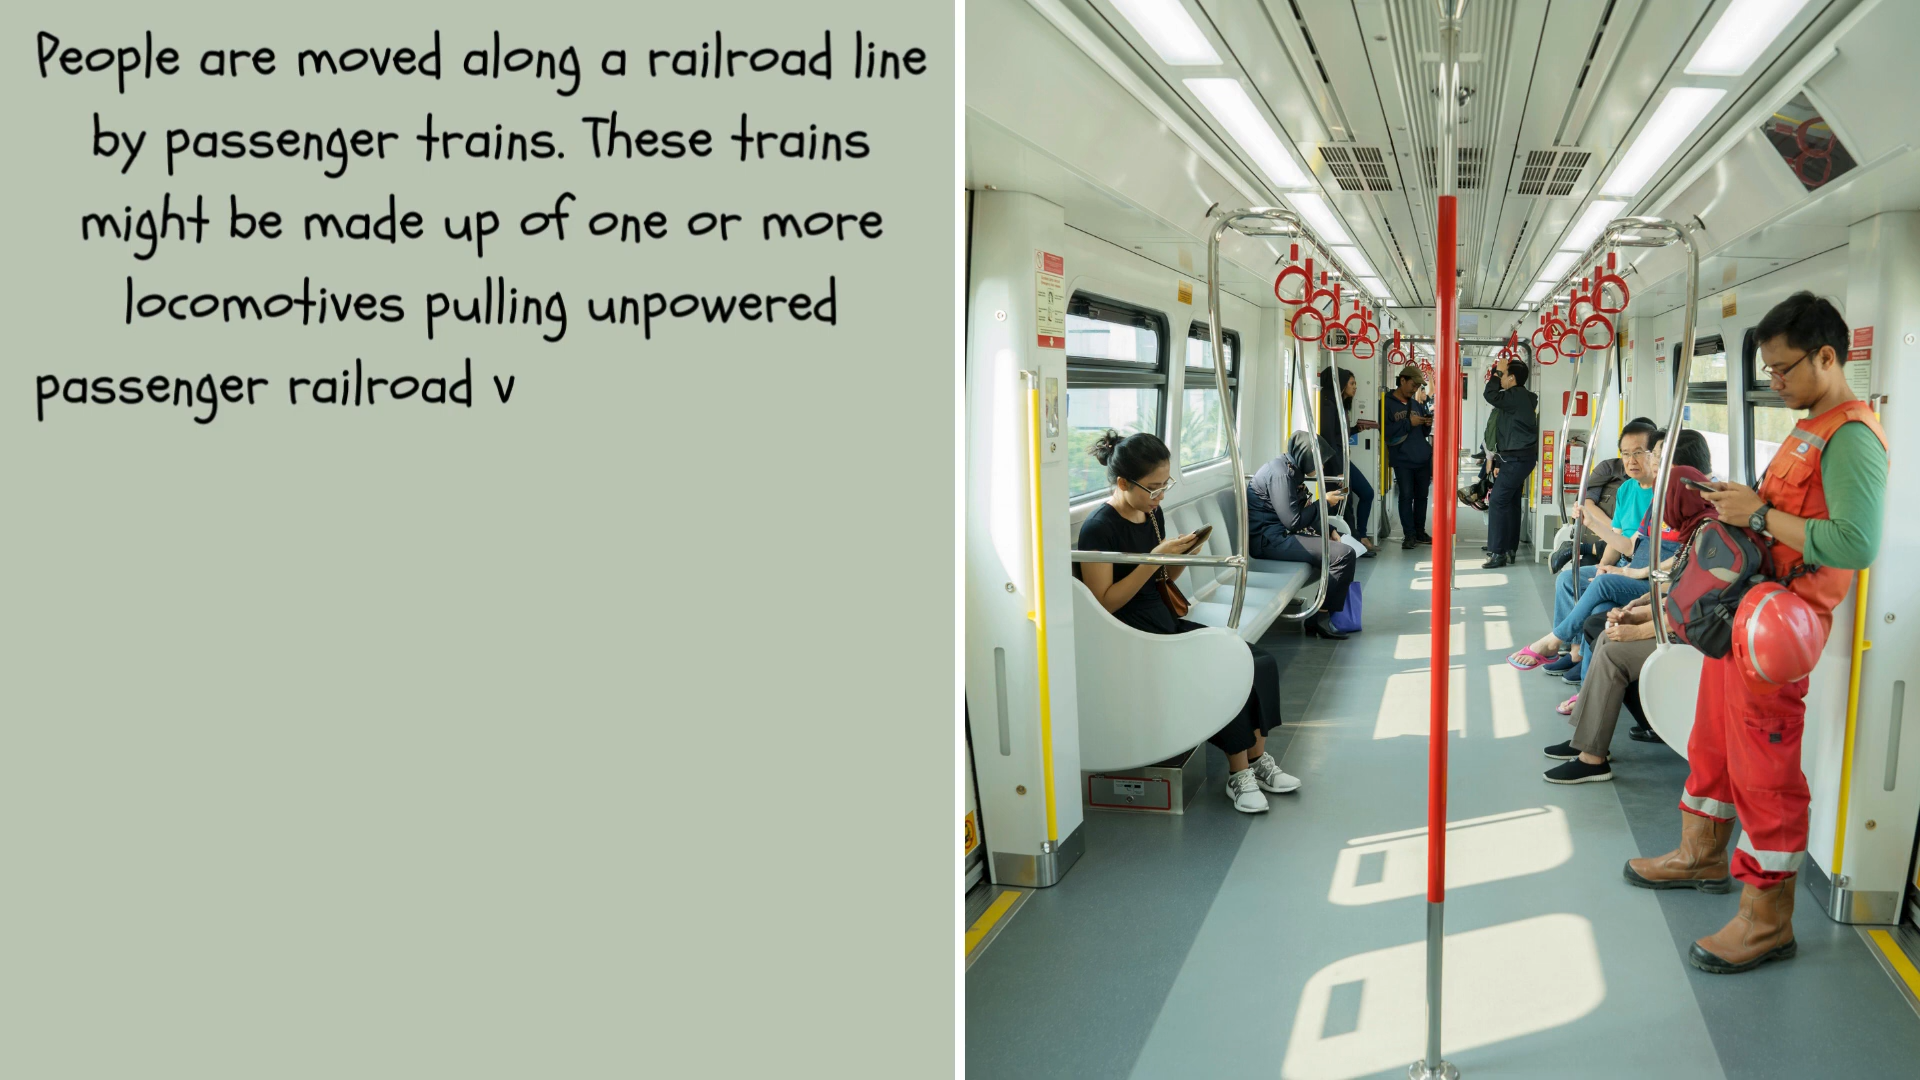 People are moved along a railroad line
by passenger trains. These trains
might be made up of one or more
locomotives pulling unpowered
passenger railroad v